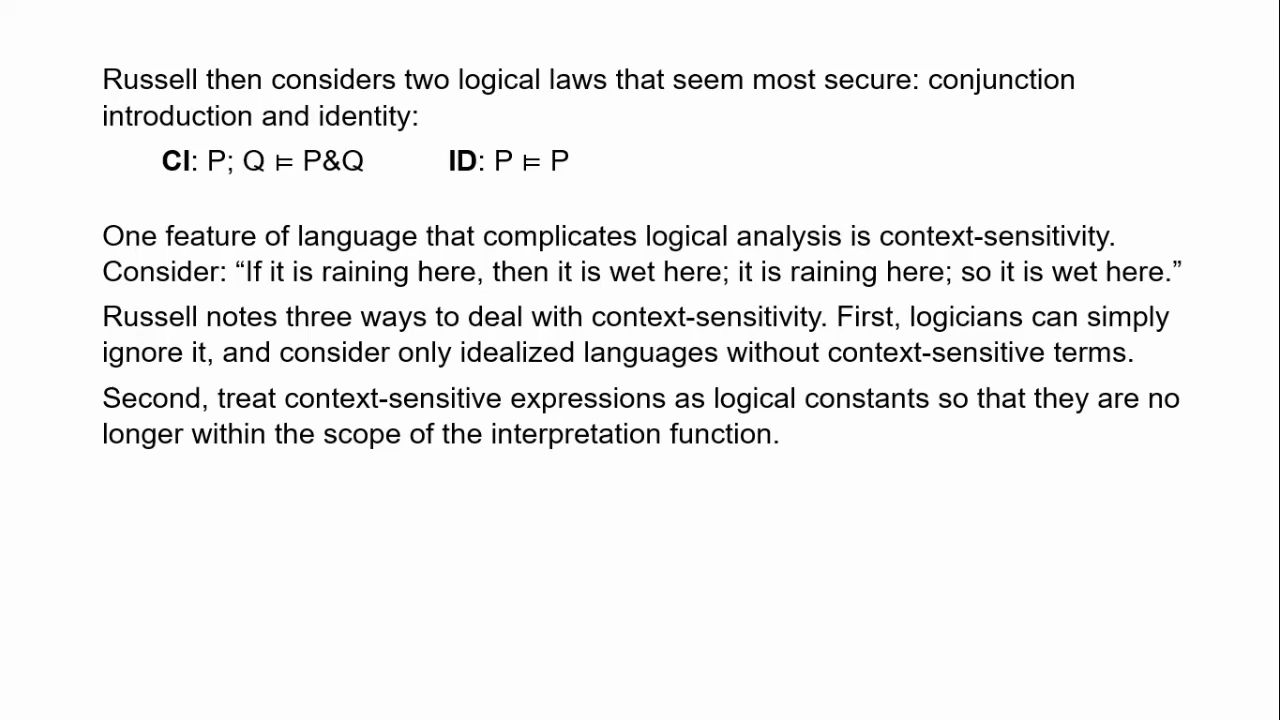 Russell then considers two logical laws that seem most secure: conjunction
introduction and identity:
CI: P; Q ⊨ P&Q ID: P ⊨ P
One feature of language that complicates logical analysis is context-sensitivity.
Consider: “If it is raining here, then it is wet here; it is raining here; so it is wet here.”
Russell notes three ways to deal with context-sensitivity. First, logicians can simply
ignore it, and consider only idealized languages without context-sensitive terms.
Second, treat context-sensitive expressions as logical constants so that they are no
longer within the scope of the interpretation function.